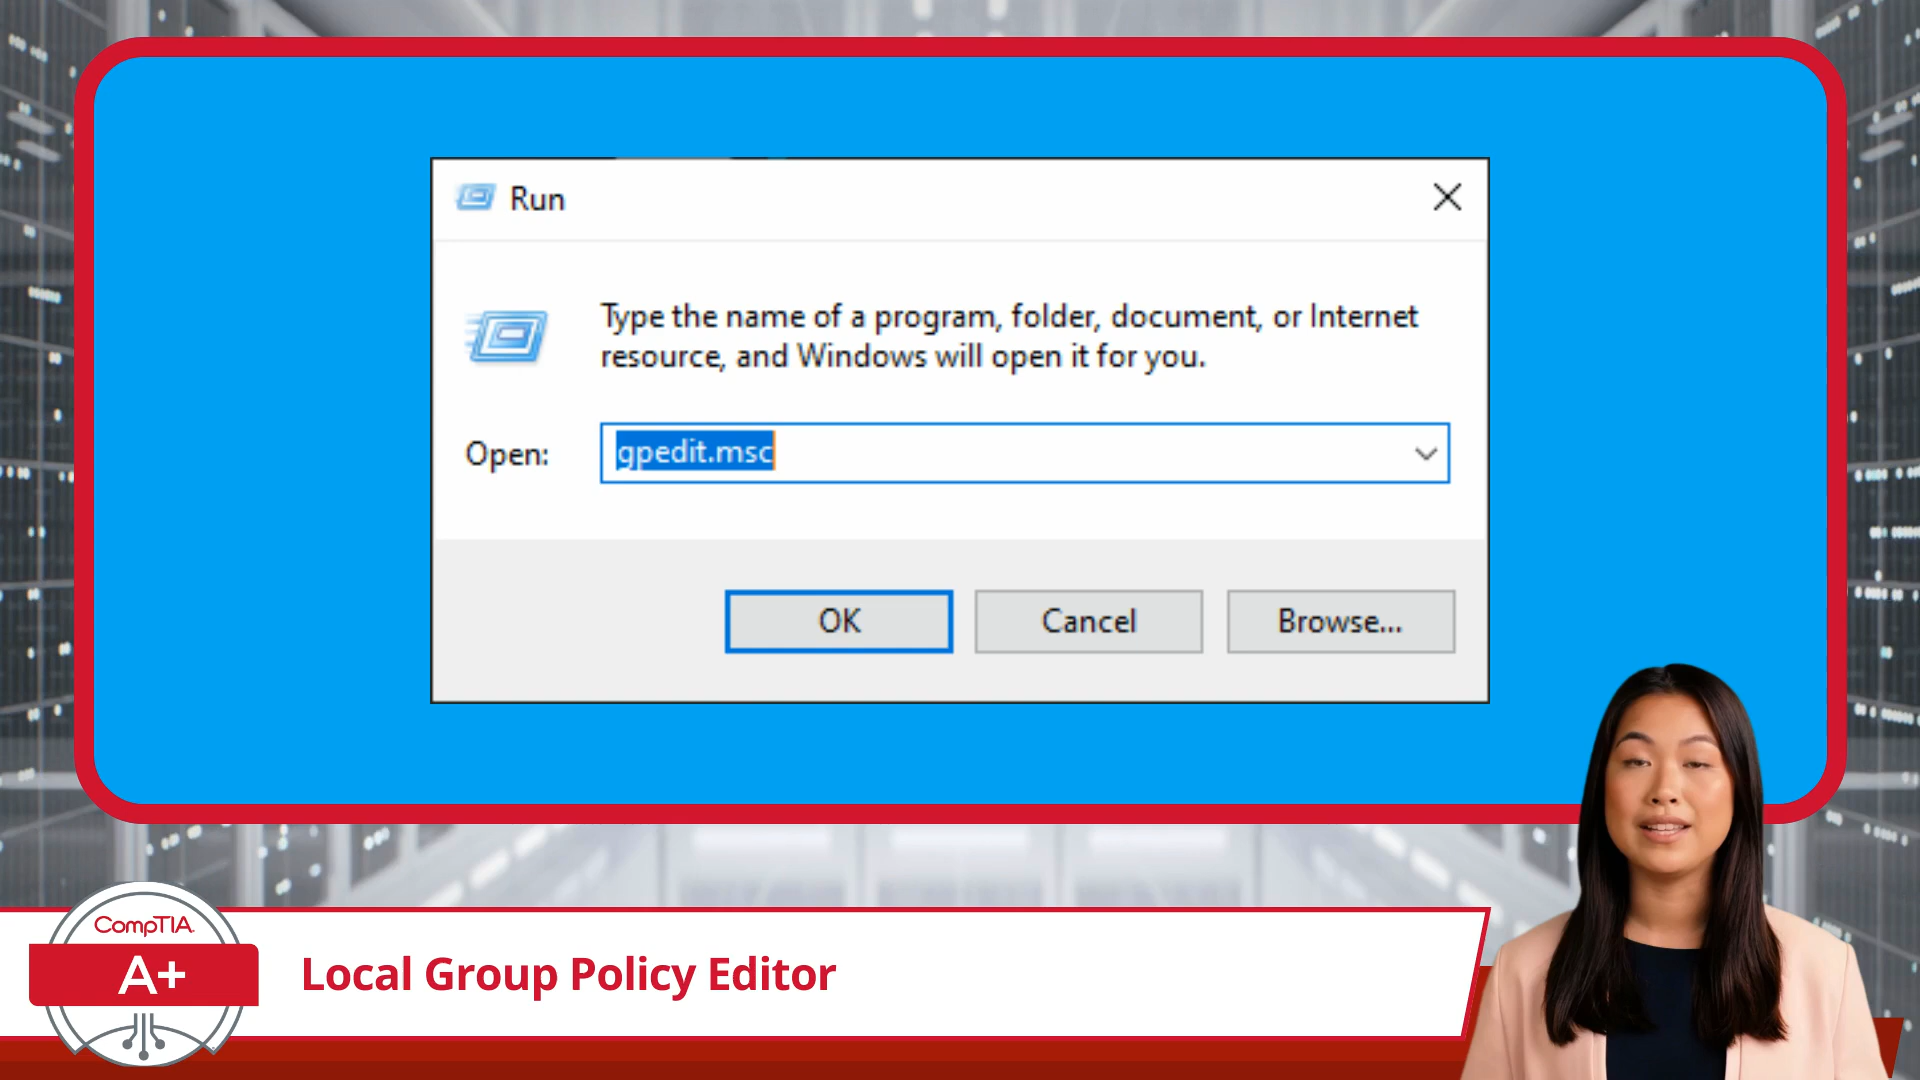 Run
Type the name of a program, folder, document, or Internet
resource, and Windows will open it for you.
Open:
gpedit.msc
OK
Cancel
Browse...
CompTIA.
A+
Local Group Policy Editor